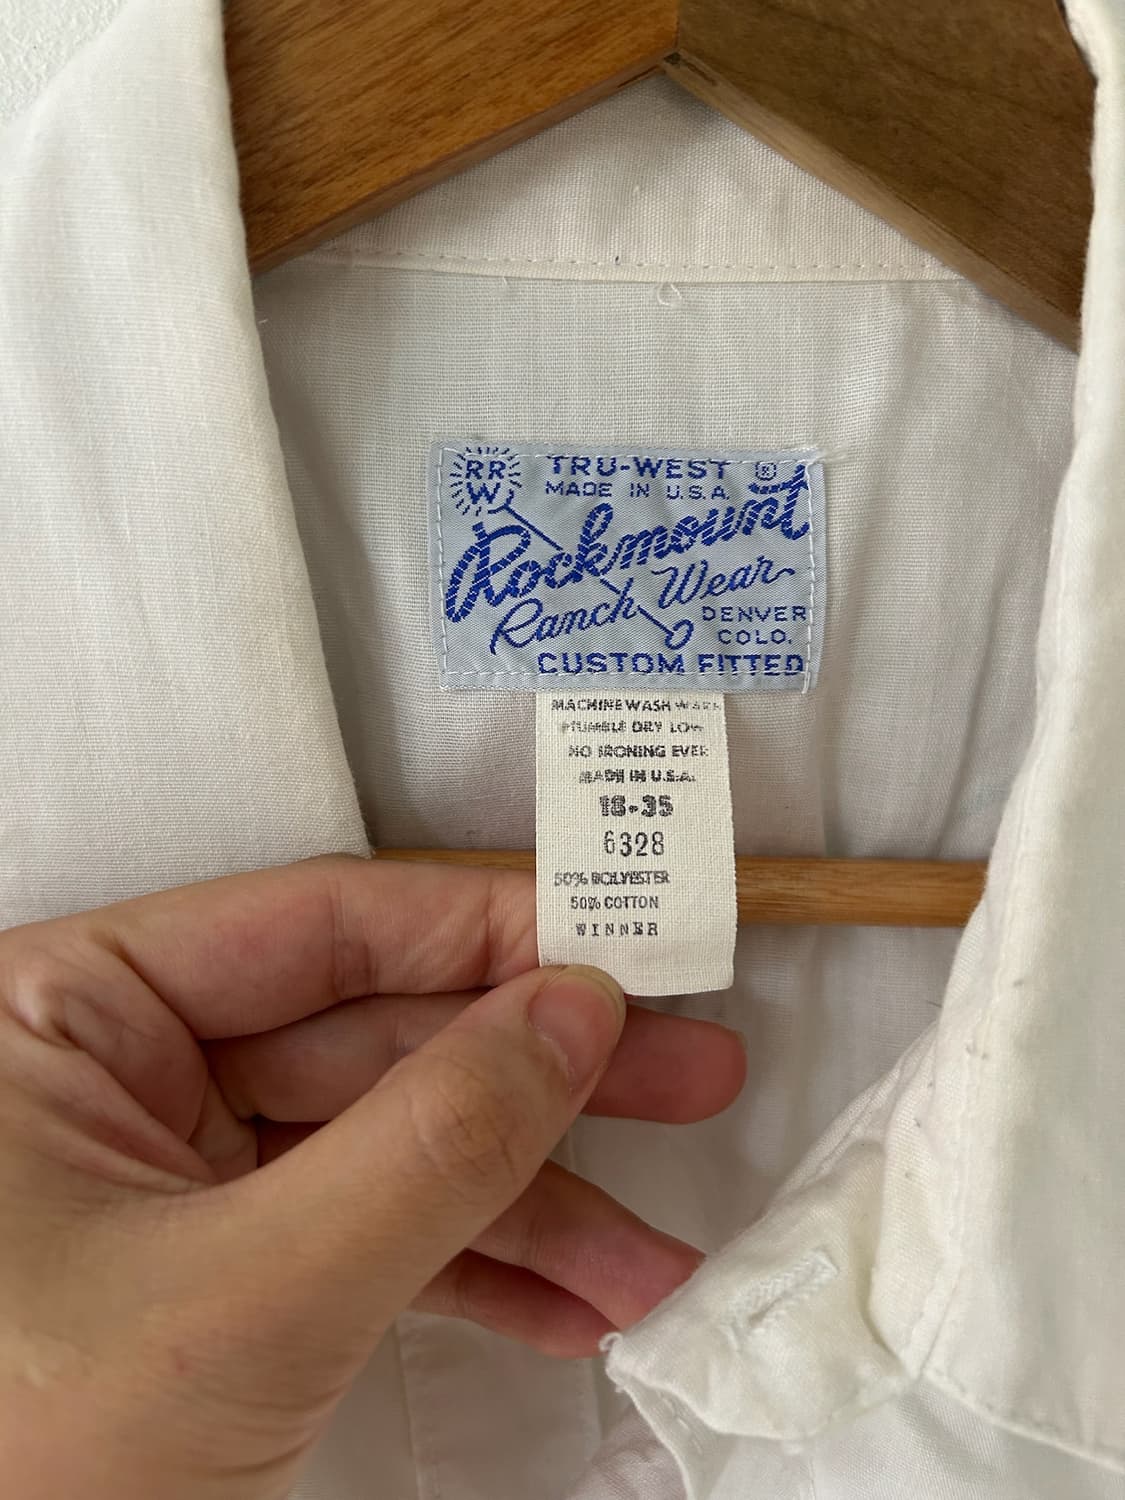 RR
W
TRU-WEST ®
MADE IN U.S.A.
Rockmount
Ranch Wear
DENVER
COLO.
CUSTOM FITTED
MACHINE WASH WARM
TUMBLE DRY LOW
NO IRONING EVER
MADE IN U.S.A.
18-35
6328
50% POLYESTER
50% COTTON
WINNER